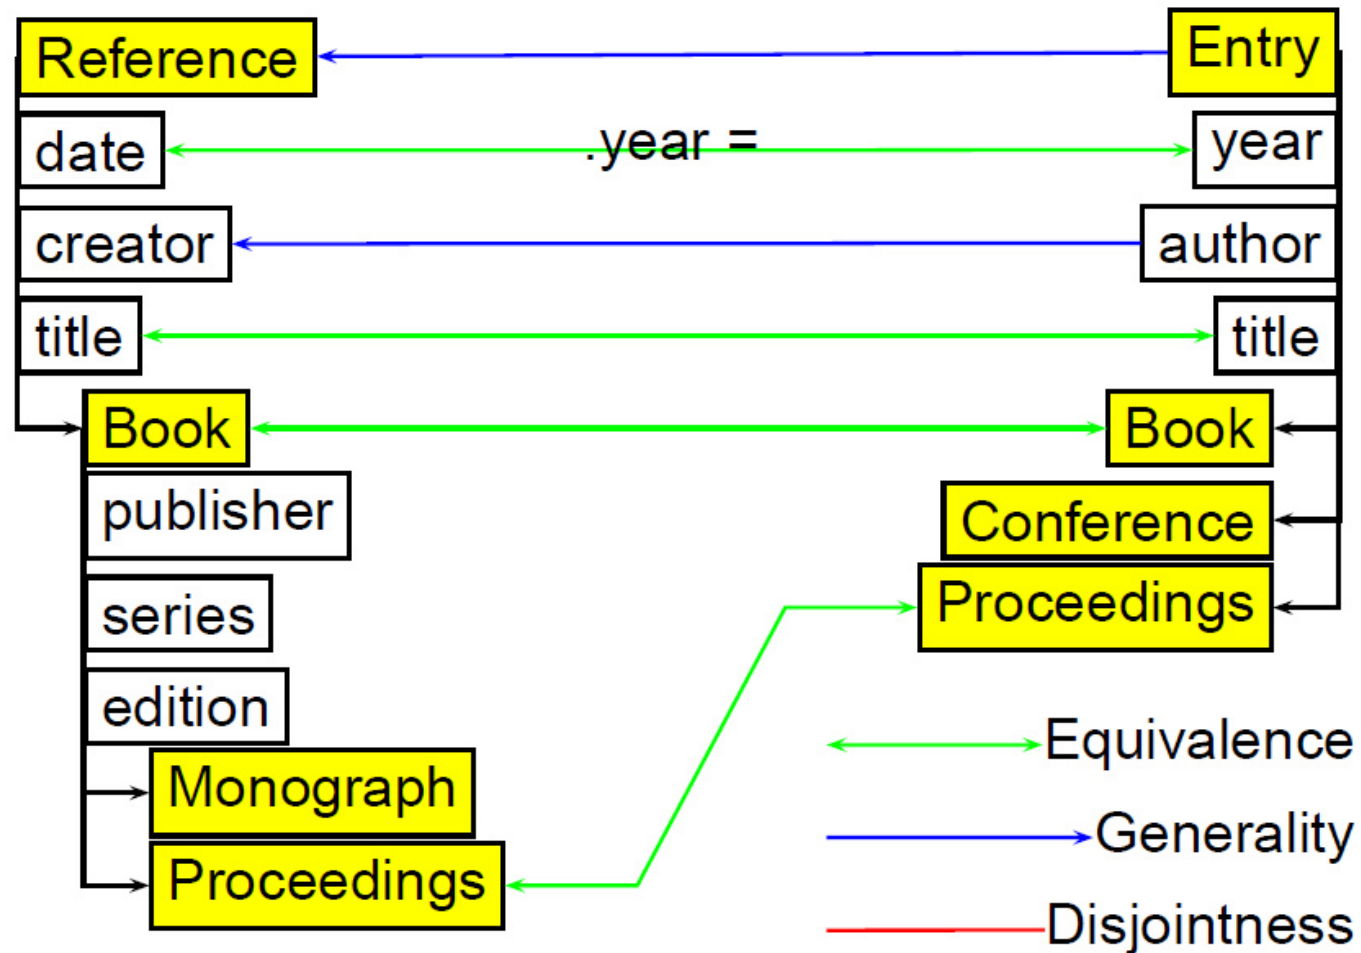 Reference
Entry
date
.year =
year
creator
author
title
title
Book
Book
publisher
Conference
series
Proceedings
edition
Monograph
Proceedings
Equivalence
Generality
Disjointness